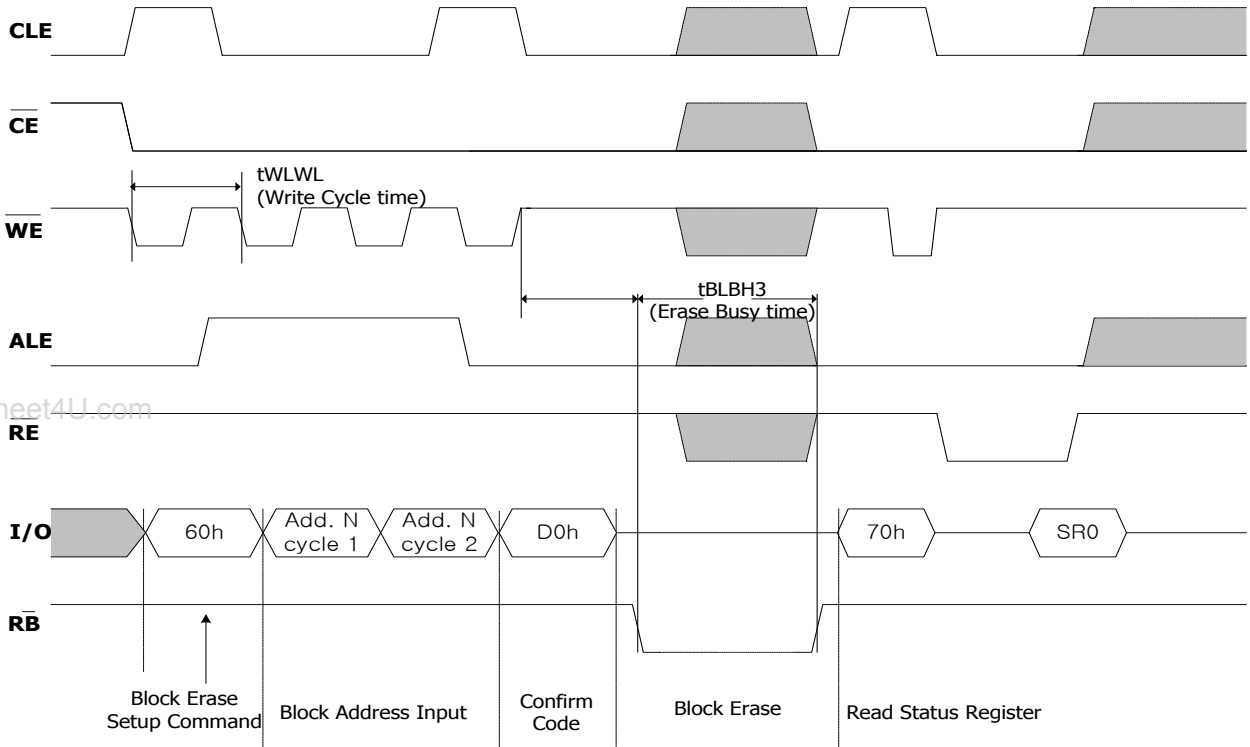 CLE
CE
tWLWL
(Write Cycle time)
WE
tBLBH3
(Erase Busy time)
ALE
heet4U.com
RE
I/O
60h
Add. N
cycle 1
Add. N
cycle 2
D0h
70h
SR0
RB
Block Erase
Setup Command
Block Address Input
Confirm
Code
Block Erase
Read Status Register